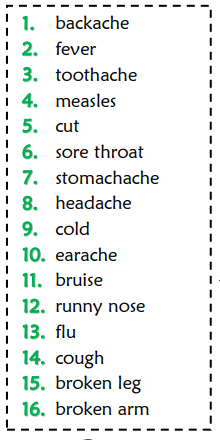 1. backache
2. fever
3. toothache
4. measles
5. cut
6. sore throat
7. stomachache
8. headache
9. cold
10. earache
11. bruise
12. runny nose
13. flu
14. cough
15. broken leg
16. broken arm